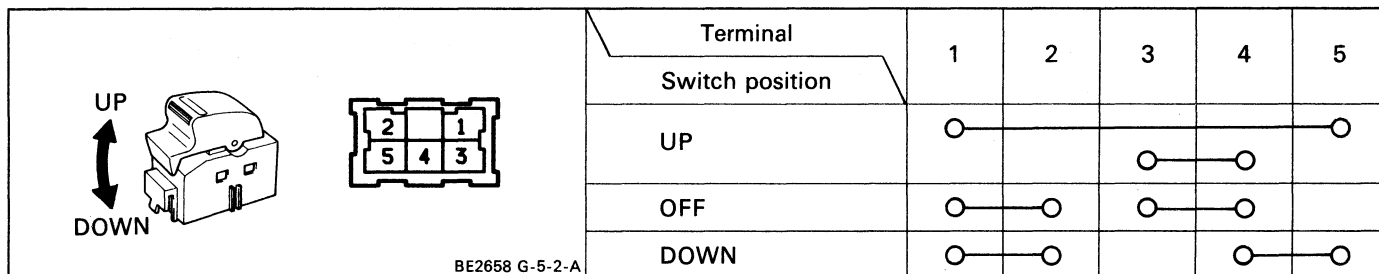 UP
DOWN
2 1
5 4 3
BE2658 G-5-2-A
Terminal
Switch position
1 2 3 4 5
UP
OFF
DOWN